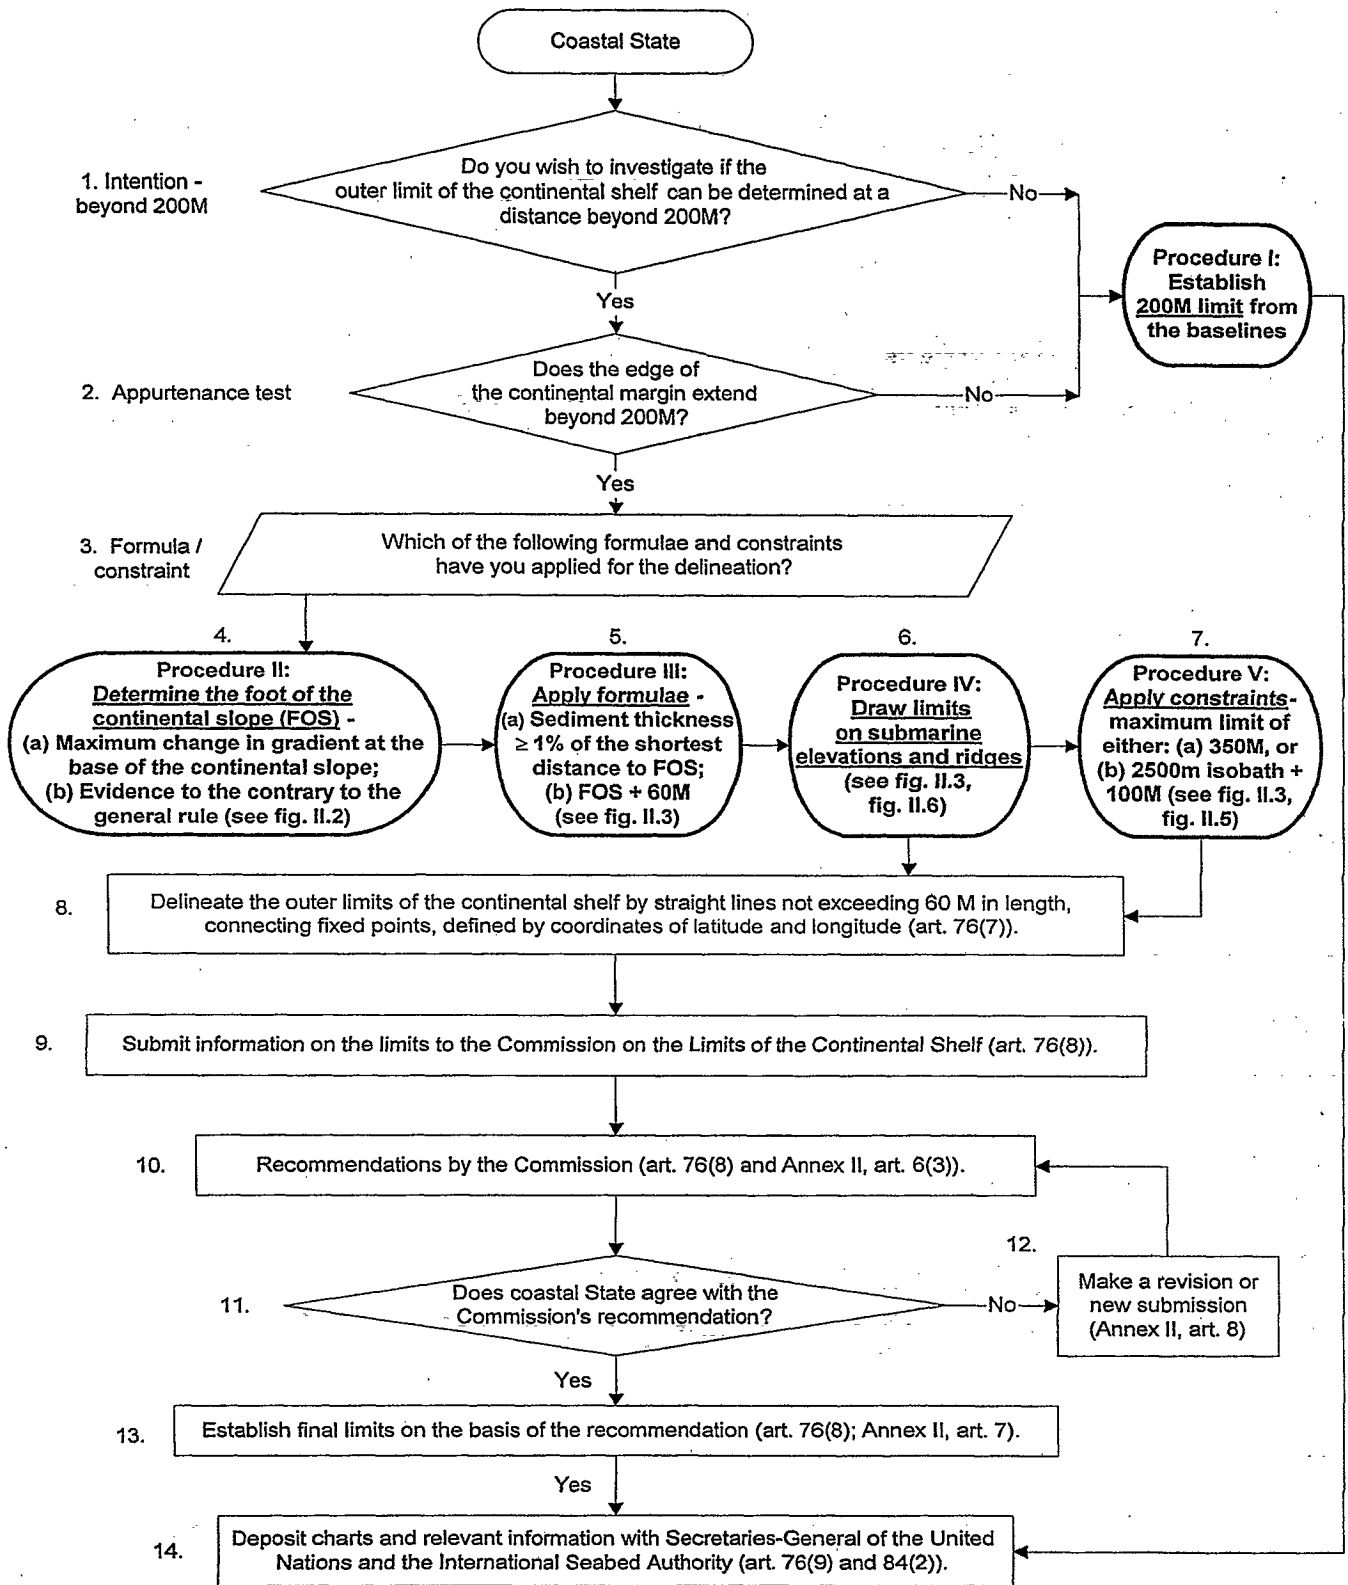 Coastal State
1. Intention -
beyond 200M
Do you wish to investigate if the
outer limit of the continental shelf can be determined at a
distance beyond 200M?
No
Procedure I:
Establish
200M limit from
the baselines
Yes
2. Appurtenance test
Does the edge of
the continental margin extend
beyond 200M?
No
Yes
3. Formula /
constraint
Which of the following formulae and constraints
have you applied for the delineation?
4.
Procedure II:
Determine the foot of the
continental slope (FOS) -
(a) Maximum change in gradient at the
base of the continental slope;
(b) Evidence to the contrary to the
general rule (see fig. II.2)
5.
Procedure III:
Apply formulae -
(a) Sediment thickness
≥ 1% of the shortest
distance to FOS;
(b) FOS + 60M
(see fig. II.3)
6.
Procedure IV:
Draw limits
on submarine
elevations and ridges
(see fig. II.3,
fig. II.6)
7.
Procedure V:
Apply constraints-
maximum limit of
either: (a) 350M, or
(b) 2500m isobath +
100M (see fig. II.3,
fig. II.5)
8.
Delineate the outer limits of the continental shelf by straight lines not exceeding 60 M in length,
connecting fixed points, defined by coordinates of latitude and longitude (art. 76(7)).
9.
Submit information on the limits to the Commission on the Limits of the Continental Shelf (art. 76(8)).
10.
Recommendations by the Commission (art. 76(8) and Annex II, art. 6(3)).
11.
Does coastal State agree with the
Commission's recommendation?
No
12.
Make a revision or
new submission
(Annex II, art. 8)
Yes
13.
Establish final limits on the basis of the recommendation (art. 76(8); Annex II, art. 7).
Yes
14.
Deposit charts and relevant information with Secretaries-General of the United
Nations and the International Seabed Authority (art. 76(9) and 84(2)).